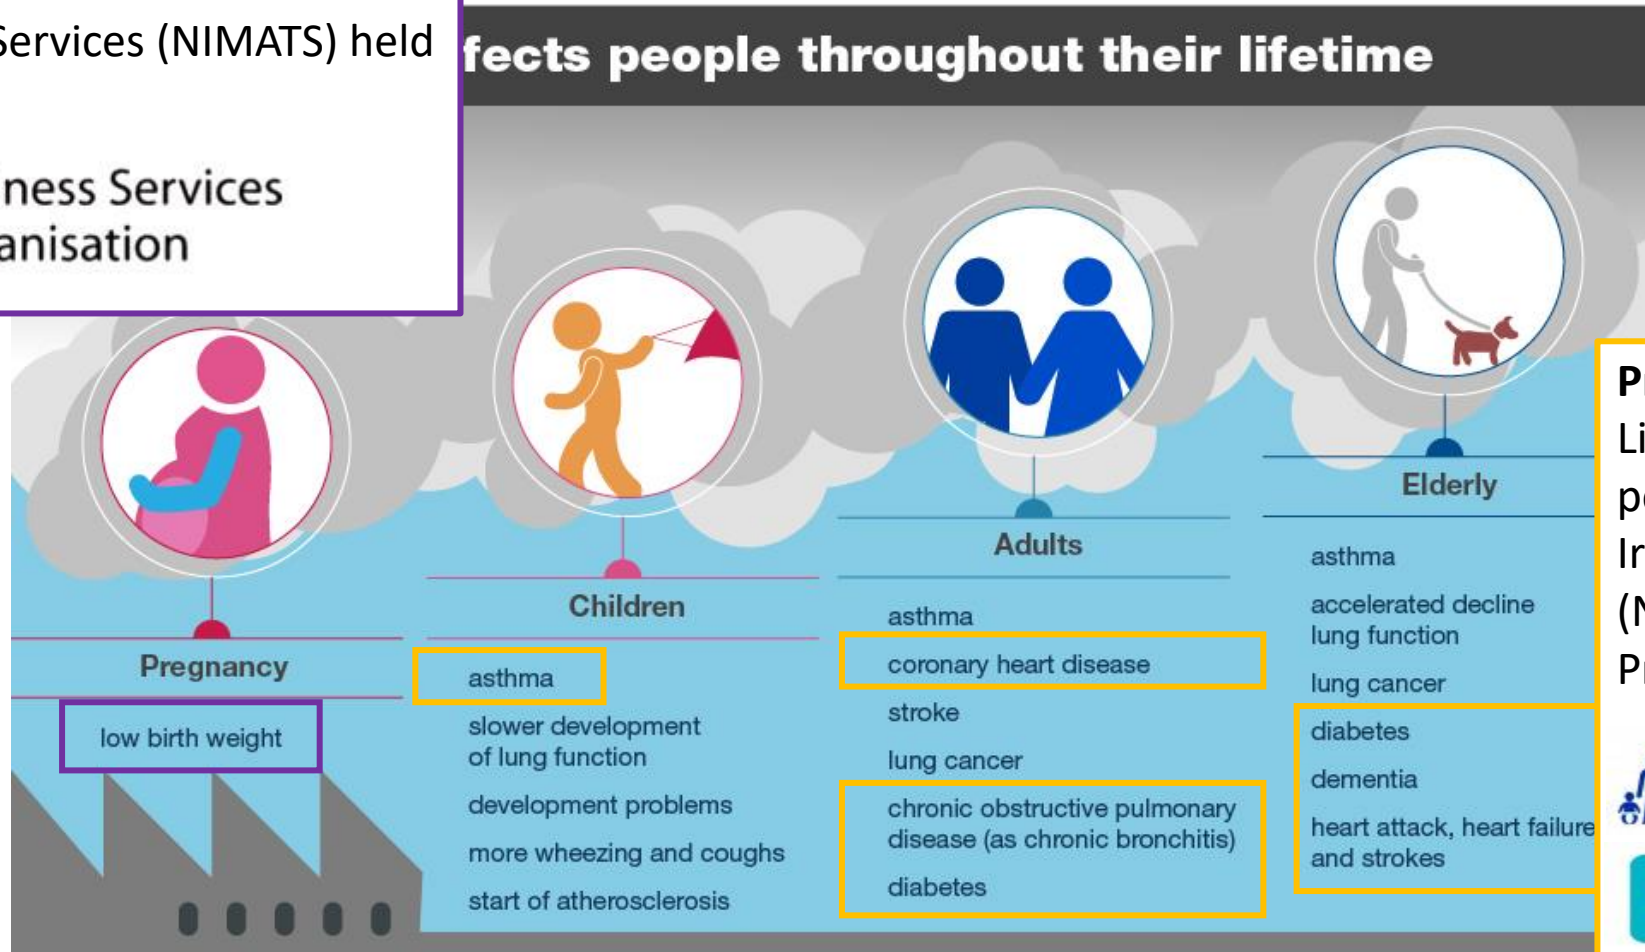 Services (NIMATS) held
ness Services
anisation
fects people throughout their lifetime
Pregnancy
low birth weight
Children
asthma
slower development
of lung function
development problems
more wheezing and coughs
start of atherosclerosis
Adults
asthma
coronary heart disease
stroke
lung cancer
chronic obstructive pulmonary
disease (as chronic bronchitis)
diabetes
Elderly
asthma
accelerated decline
lung function
lung cancer
diabetes
dementia
heart attack, heart failure
and strokes